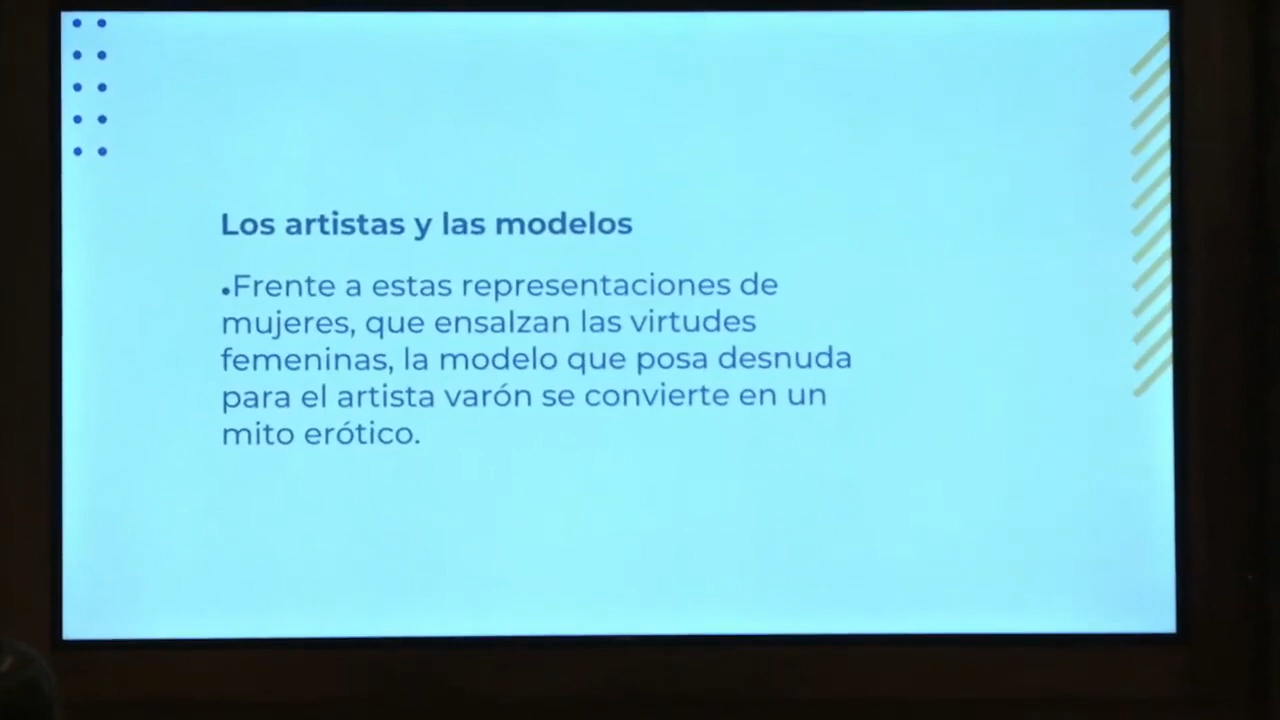 Los artistas y las modelos
•Frente a estas representaciones de
mujeres, que ensalzan las virtudes
femeninas, la modelo que posa desnuda
para el artista varón se convierte en un
mito erótico.